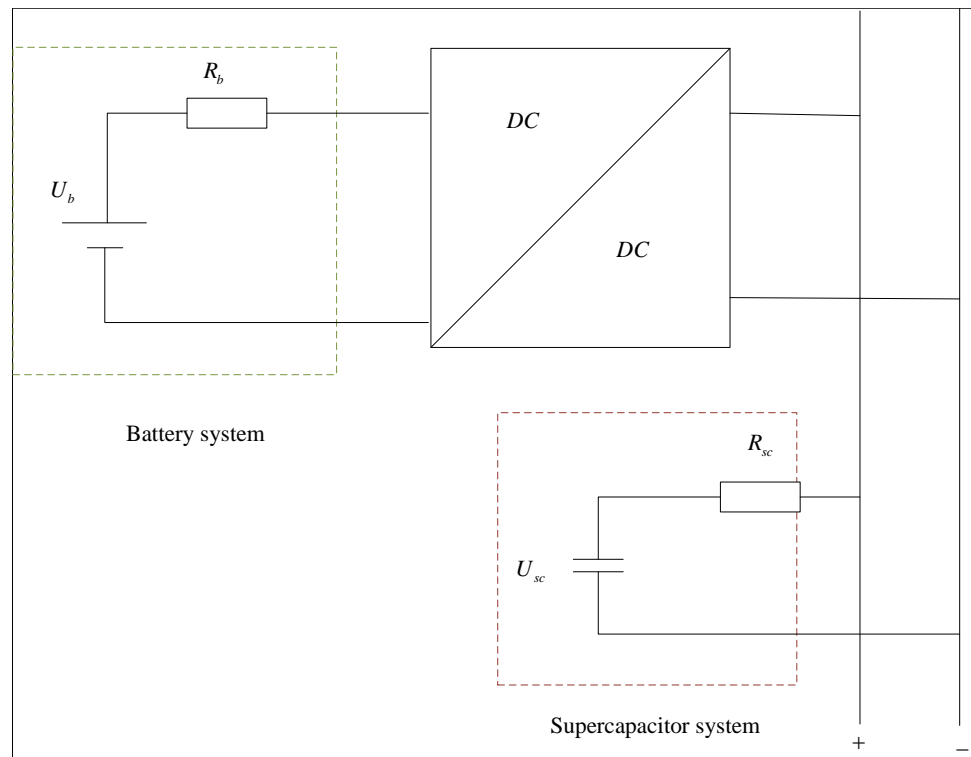 R_b
DC
U_b
DC
Battery system
R_sc
U_sc
Supercapacitor system
+ −